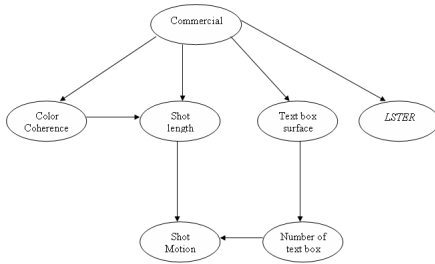 Commercial
Color
Coherence
Shot
length
Text box
surface
LSTER
Shot
Motion
Number of
text box